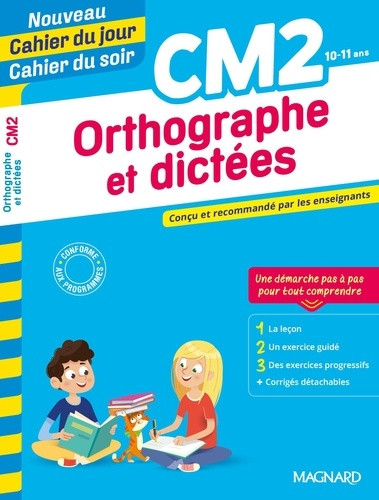 Nouveau
Cahier du jour
Cahier du soir
CM2
10-11 ans
Orthographe
et dictées
Conçu et recommandé par les enseignants
Orthographe
et dictées
CM2
CONFORME
AUX PROGRAMMES
Une démarche pas à pas
pour tout comprendre
1 La leçon
2 Un exercice guidé
3 Des exercices progressifs
+ Corrigés détachables
MAGNARD